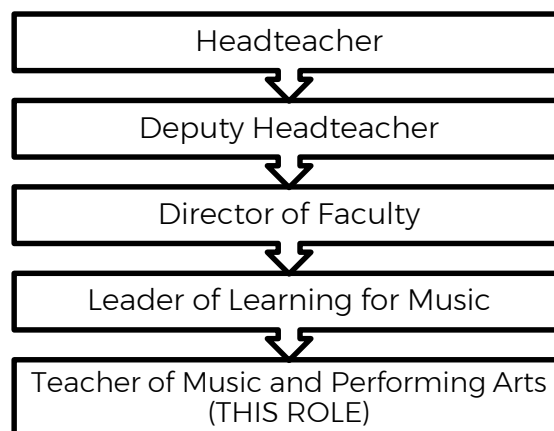 Headteacher
Deputy Headteacher
Director of Faculty
Leader of Learning for Music
Teacher of Music and Performing Arts
(THIS ROLE)